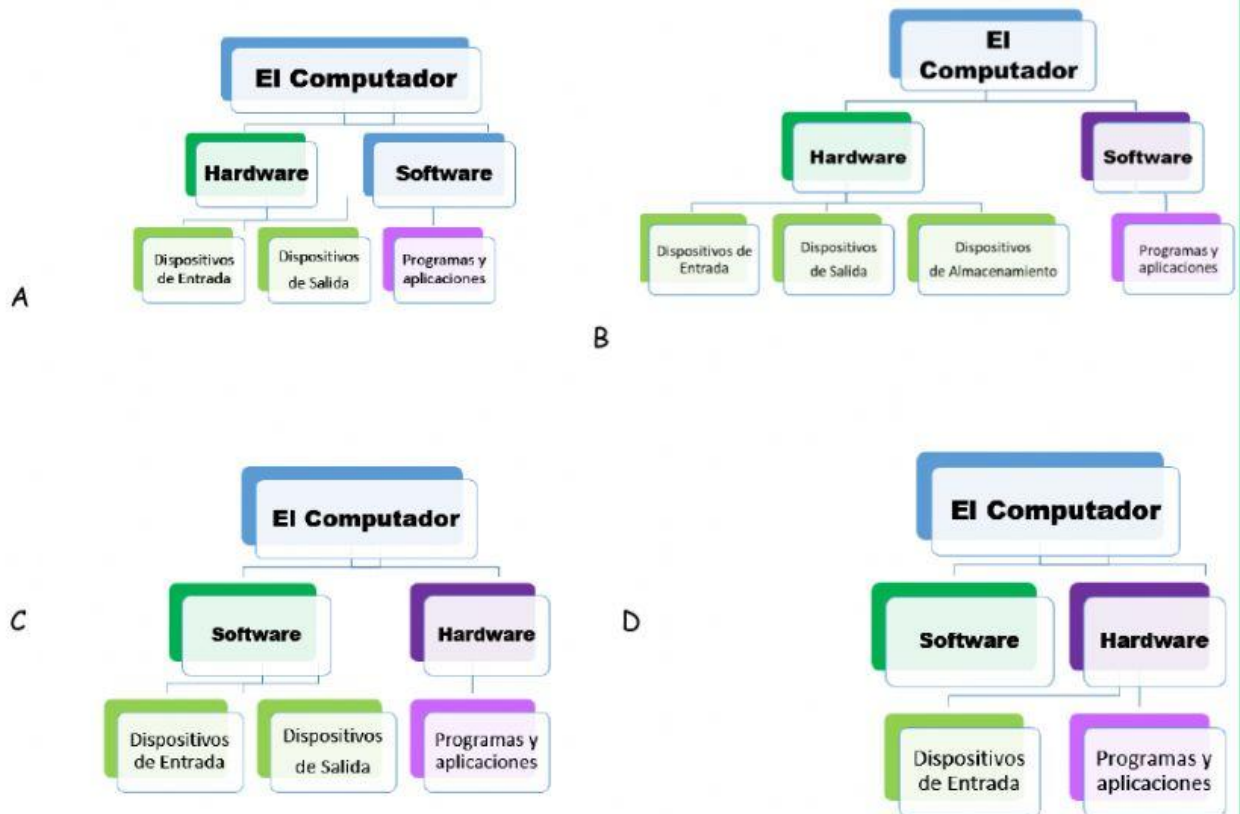 El Computador
Hardware
Software
Dispositivos
de Entrada
Dispositivos
de Salida
Programas y
aplicaciones
A
El
Computador
Hardware
Software
Dispositivos de
Entrada
Dispositivos
de Salida
Dispositivos
de Almacenamiento
Programas y
aplicaciones
B
El Computador
Software
Hardware
Dispositivos
de Entrada
Dispositivos
de Salida
Programas y
aplicaciones
C
El Computador
Software
Hardware
Dispositivos
de Entrada
Programas y
aplicaciones
D